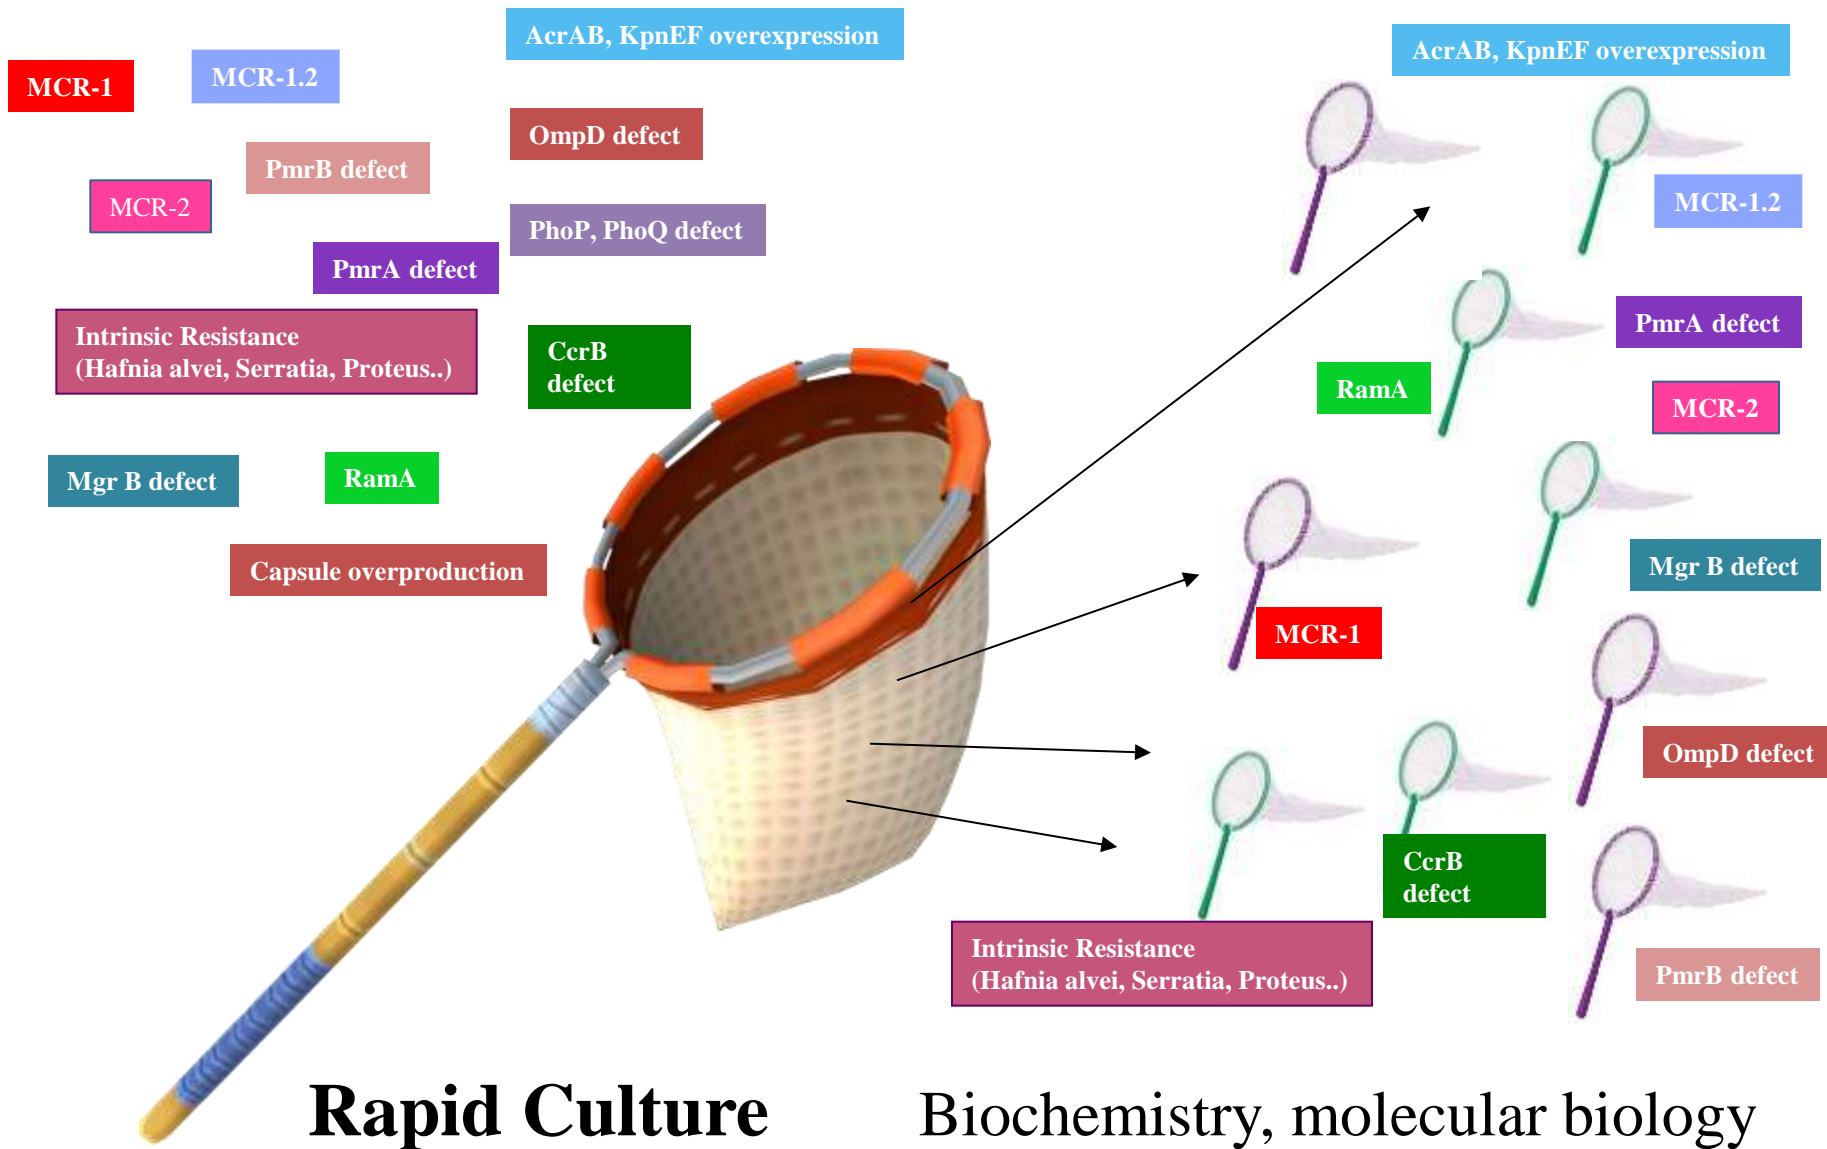 AcrAB, KpnEF overexpression
MCR-1
MCR-1.2
OmpD defect
PmrB defect
MCR-2
PhoP, PhoQ defect
PmrA defect
Intrinsic Resistance
(Hafnia alvei, Serratia, Proteus..)
CcrB
defect
Mgr B defect
RamA
Capsule overproduction
Rapid Culture
AcrAB, KpnEF overexpression
MCR-1.2
PmrA defect
RamA
MCR-2
Mgr B defect
MCR-1
OmpD defect
CcrB
defect
Intrinsic Resistance
(Hafnia alvei, Serratia, Proteus..)
PmrB defect
Biochemistry, molecular biology